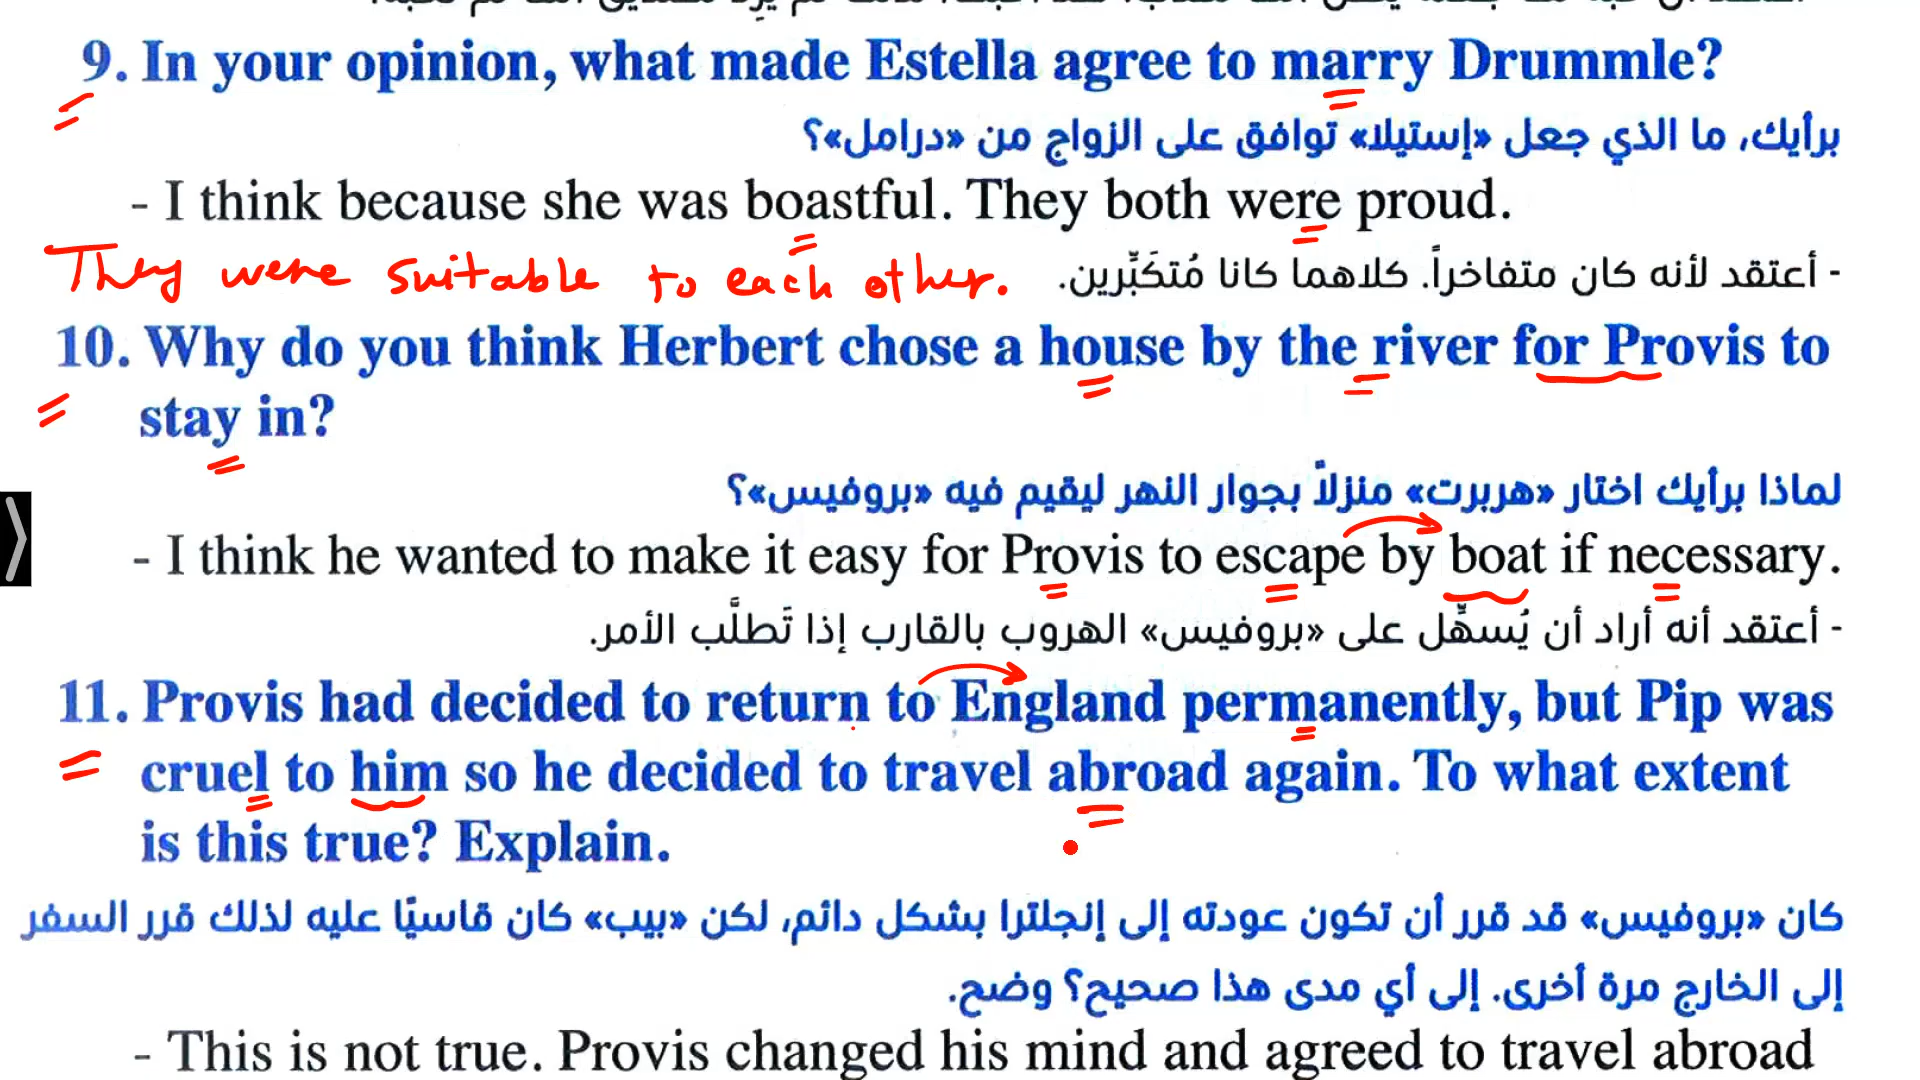 9. In your opinion, what made Estella agree to marry Drummle?
برأيك، ما الذي جعل «إستيلا» توافق على الزواج من «درامل»؟
- I think because she was boastful. They both were proud.
They were suitable to each other.
- أعتقد لأنه كان متفاخراً. كلاهما كانا مُتكَبِّرين.
10. Why do you think Herbert chose a house by the river for Provis to
stay in?
لماذا برأيك اختار «هربرت» منزلاً بجوار النهر ليقيم فيه «بروفيس»؟
- I think he wanted to make it easy for Provis to escape by boat if necessary.
- أعتقد أنه أراد أن يُسهِّل على «بروفيس» الهروب بالقارب إذا تَطلَّب الأمر.
11. Provis had decided to return to England permanently, but Pip was
cruel to him so he decided to travel abroad again. To what extent
is this true? Explain.
كان «بروفيس» قد قرر أن تكون عودته إلى إنجلترا بشكل دائم، لكن «بيب» كان قاسيًا عليه لذلك قرر السفر
إلى الخارج مرة أخرى. إلى أي مدى هذا صحيح؟ وضح.
- This is not true. Provis changed his mind and agreed to travel abroad